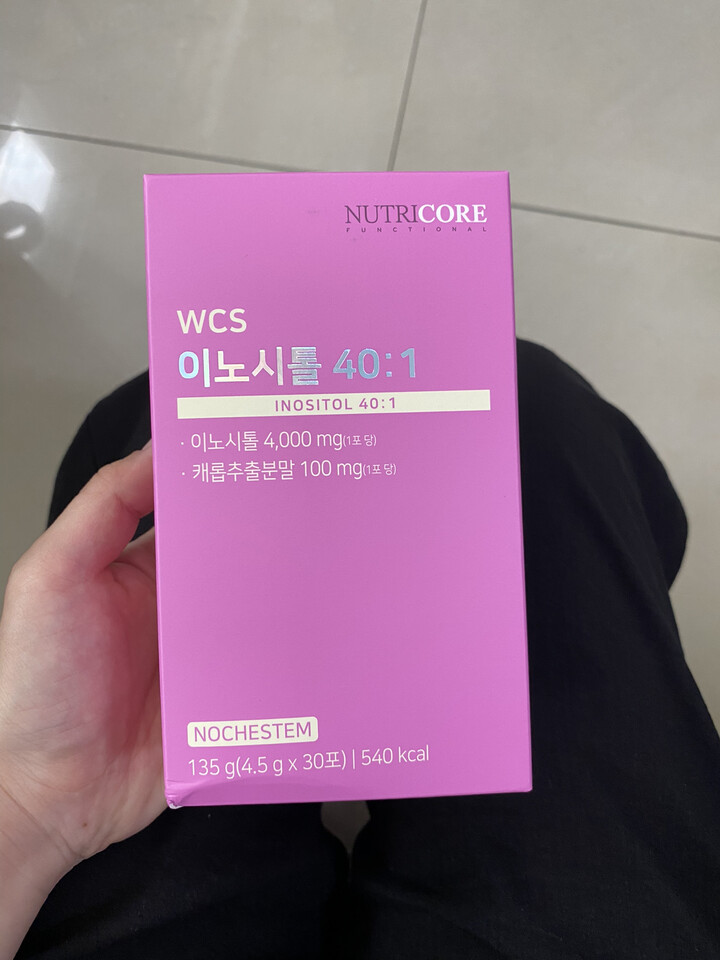 NUTRICORE
FUNCTIONAL
WCS
이노시톨 40:1
INOSITOL 40:1
· 이노시톨 4,000 mg(1포 당)
· 캐롭추출분말 100 mg(1포 당)
NOCHESTEM
135 g(4.5 g x 30포) | 540 kcal